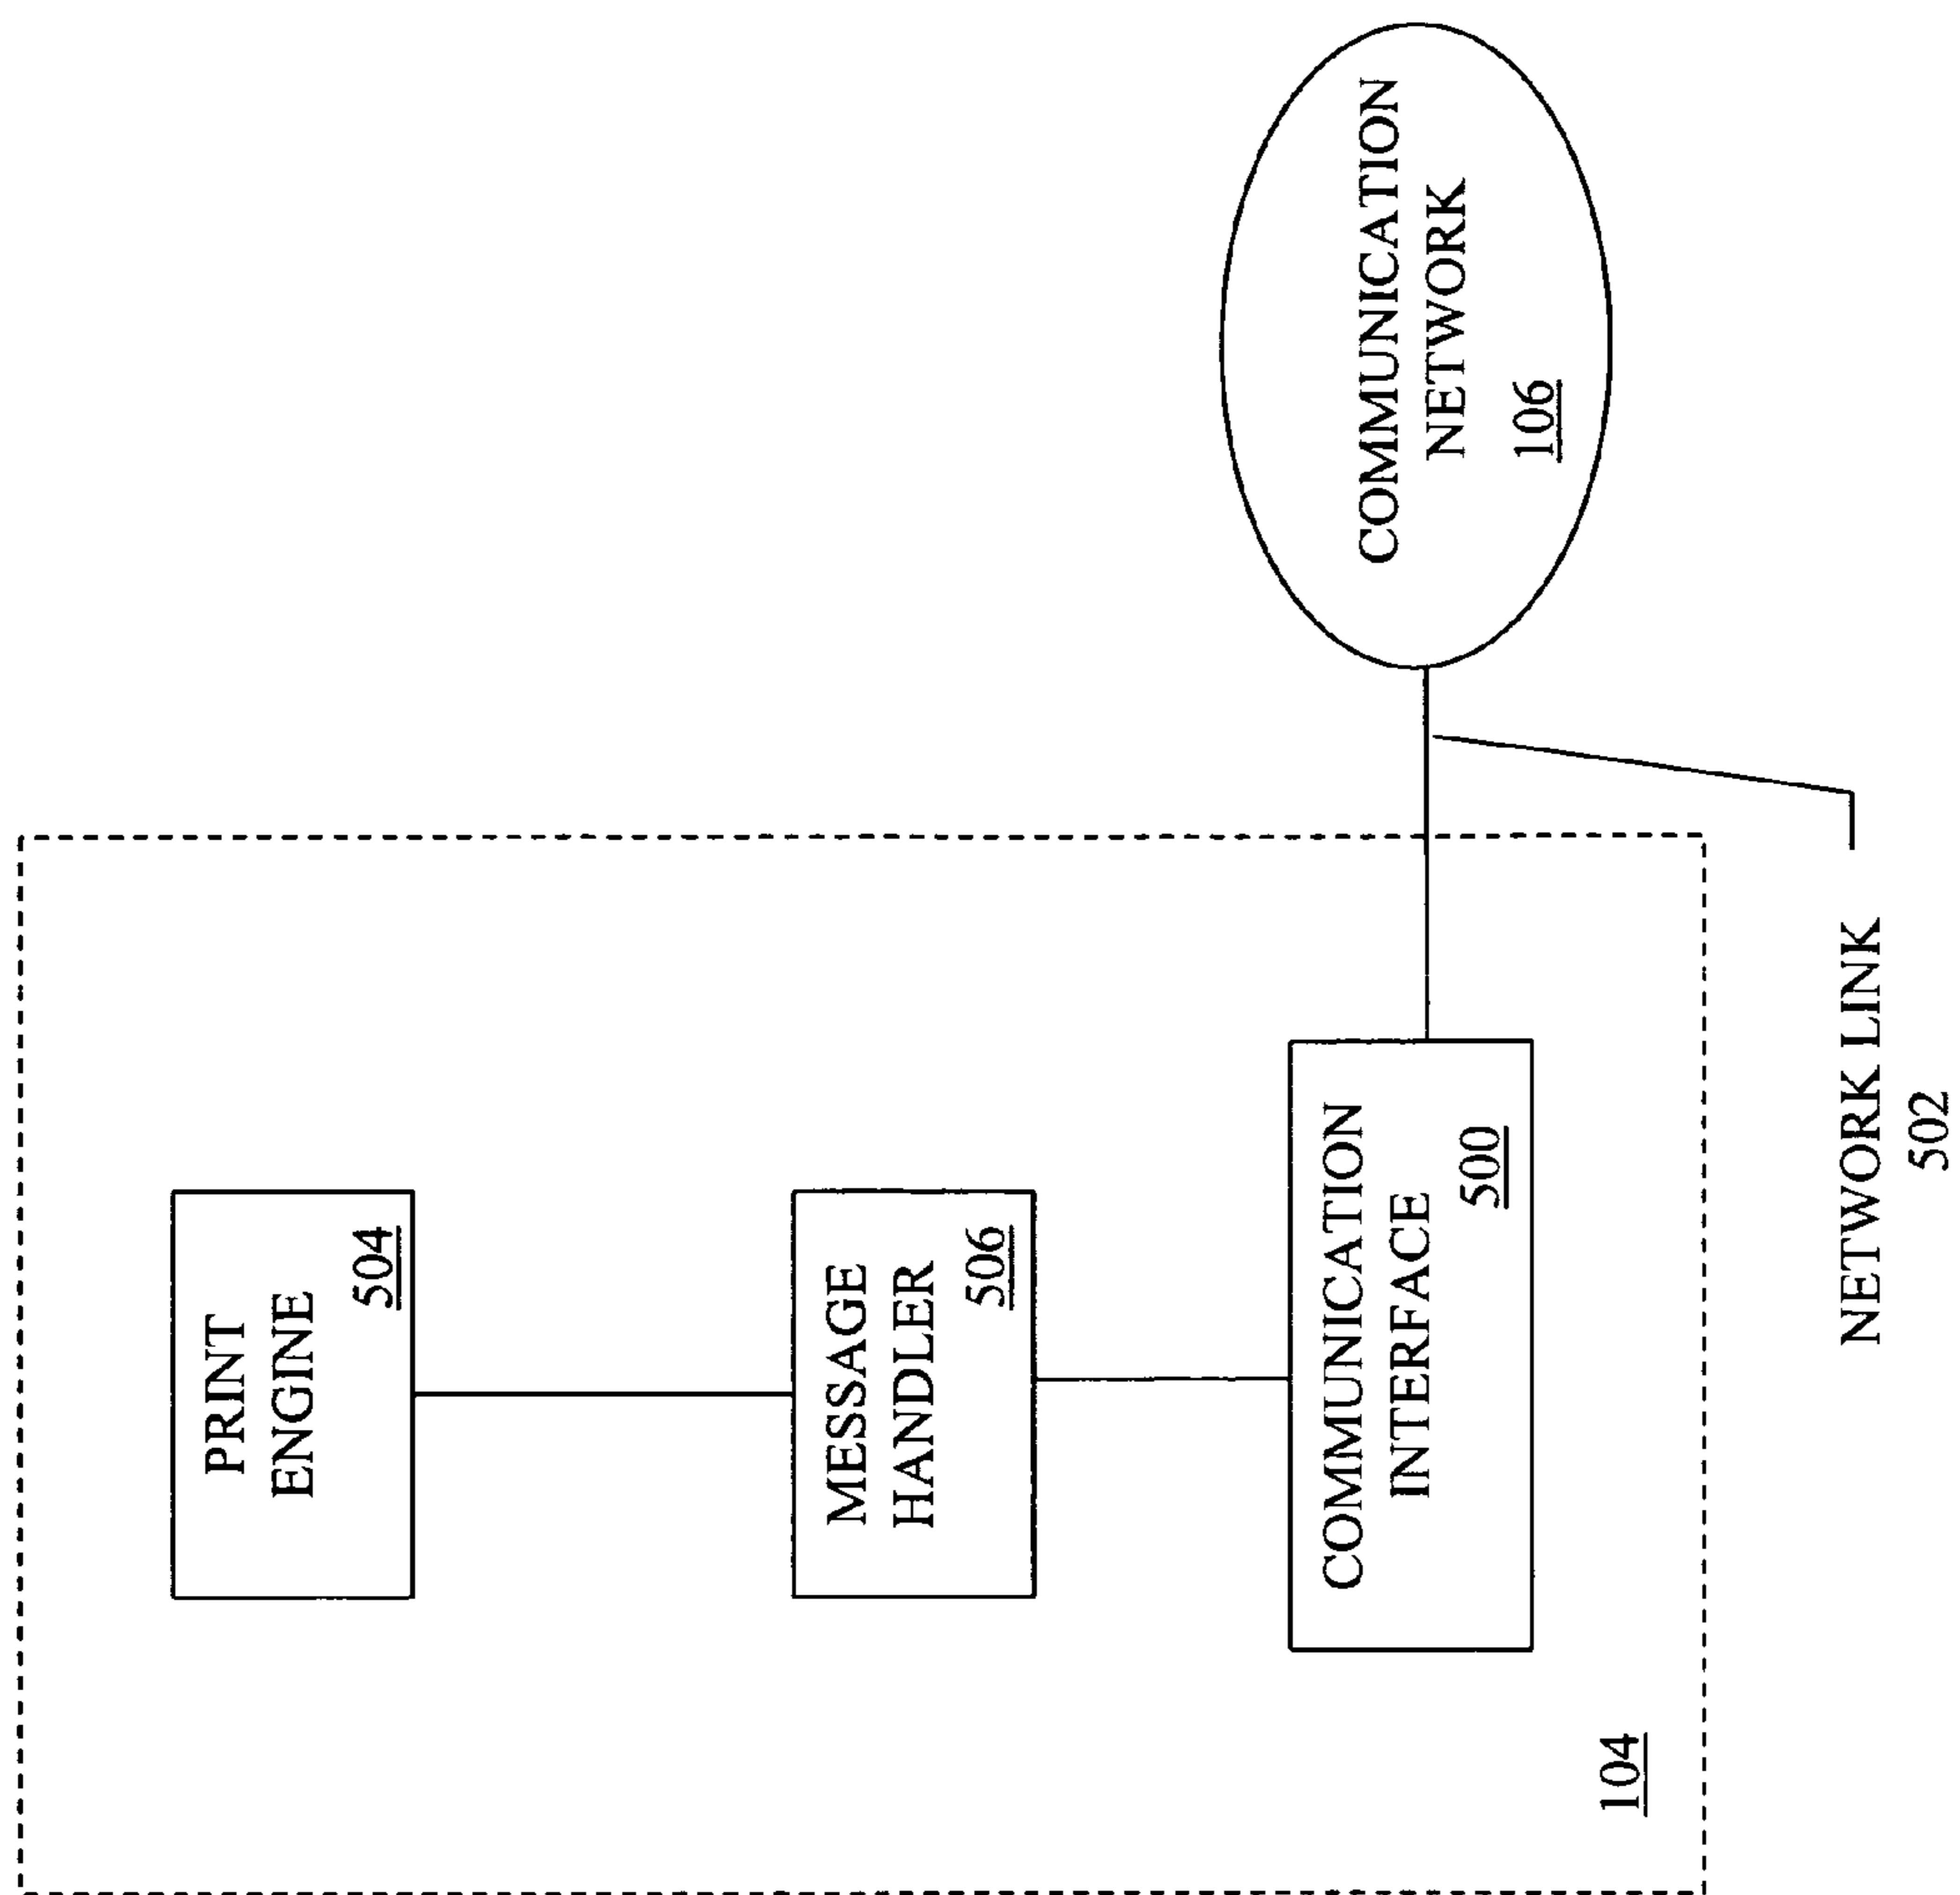 PRINT
ENGINE
504
MESSAGE
HANDLER
506
COMMUNICATION
INTERFACE
500
104
COMMUNICATION
NETWORK
106
NETWORK LINK
502